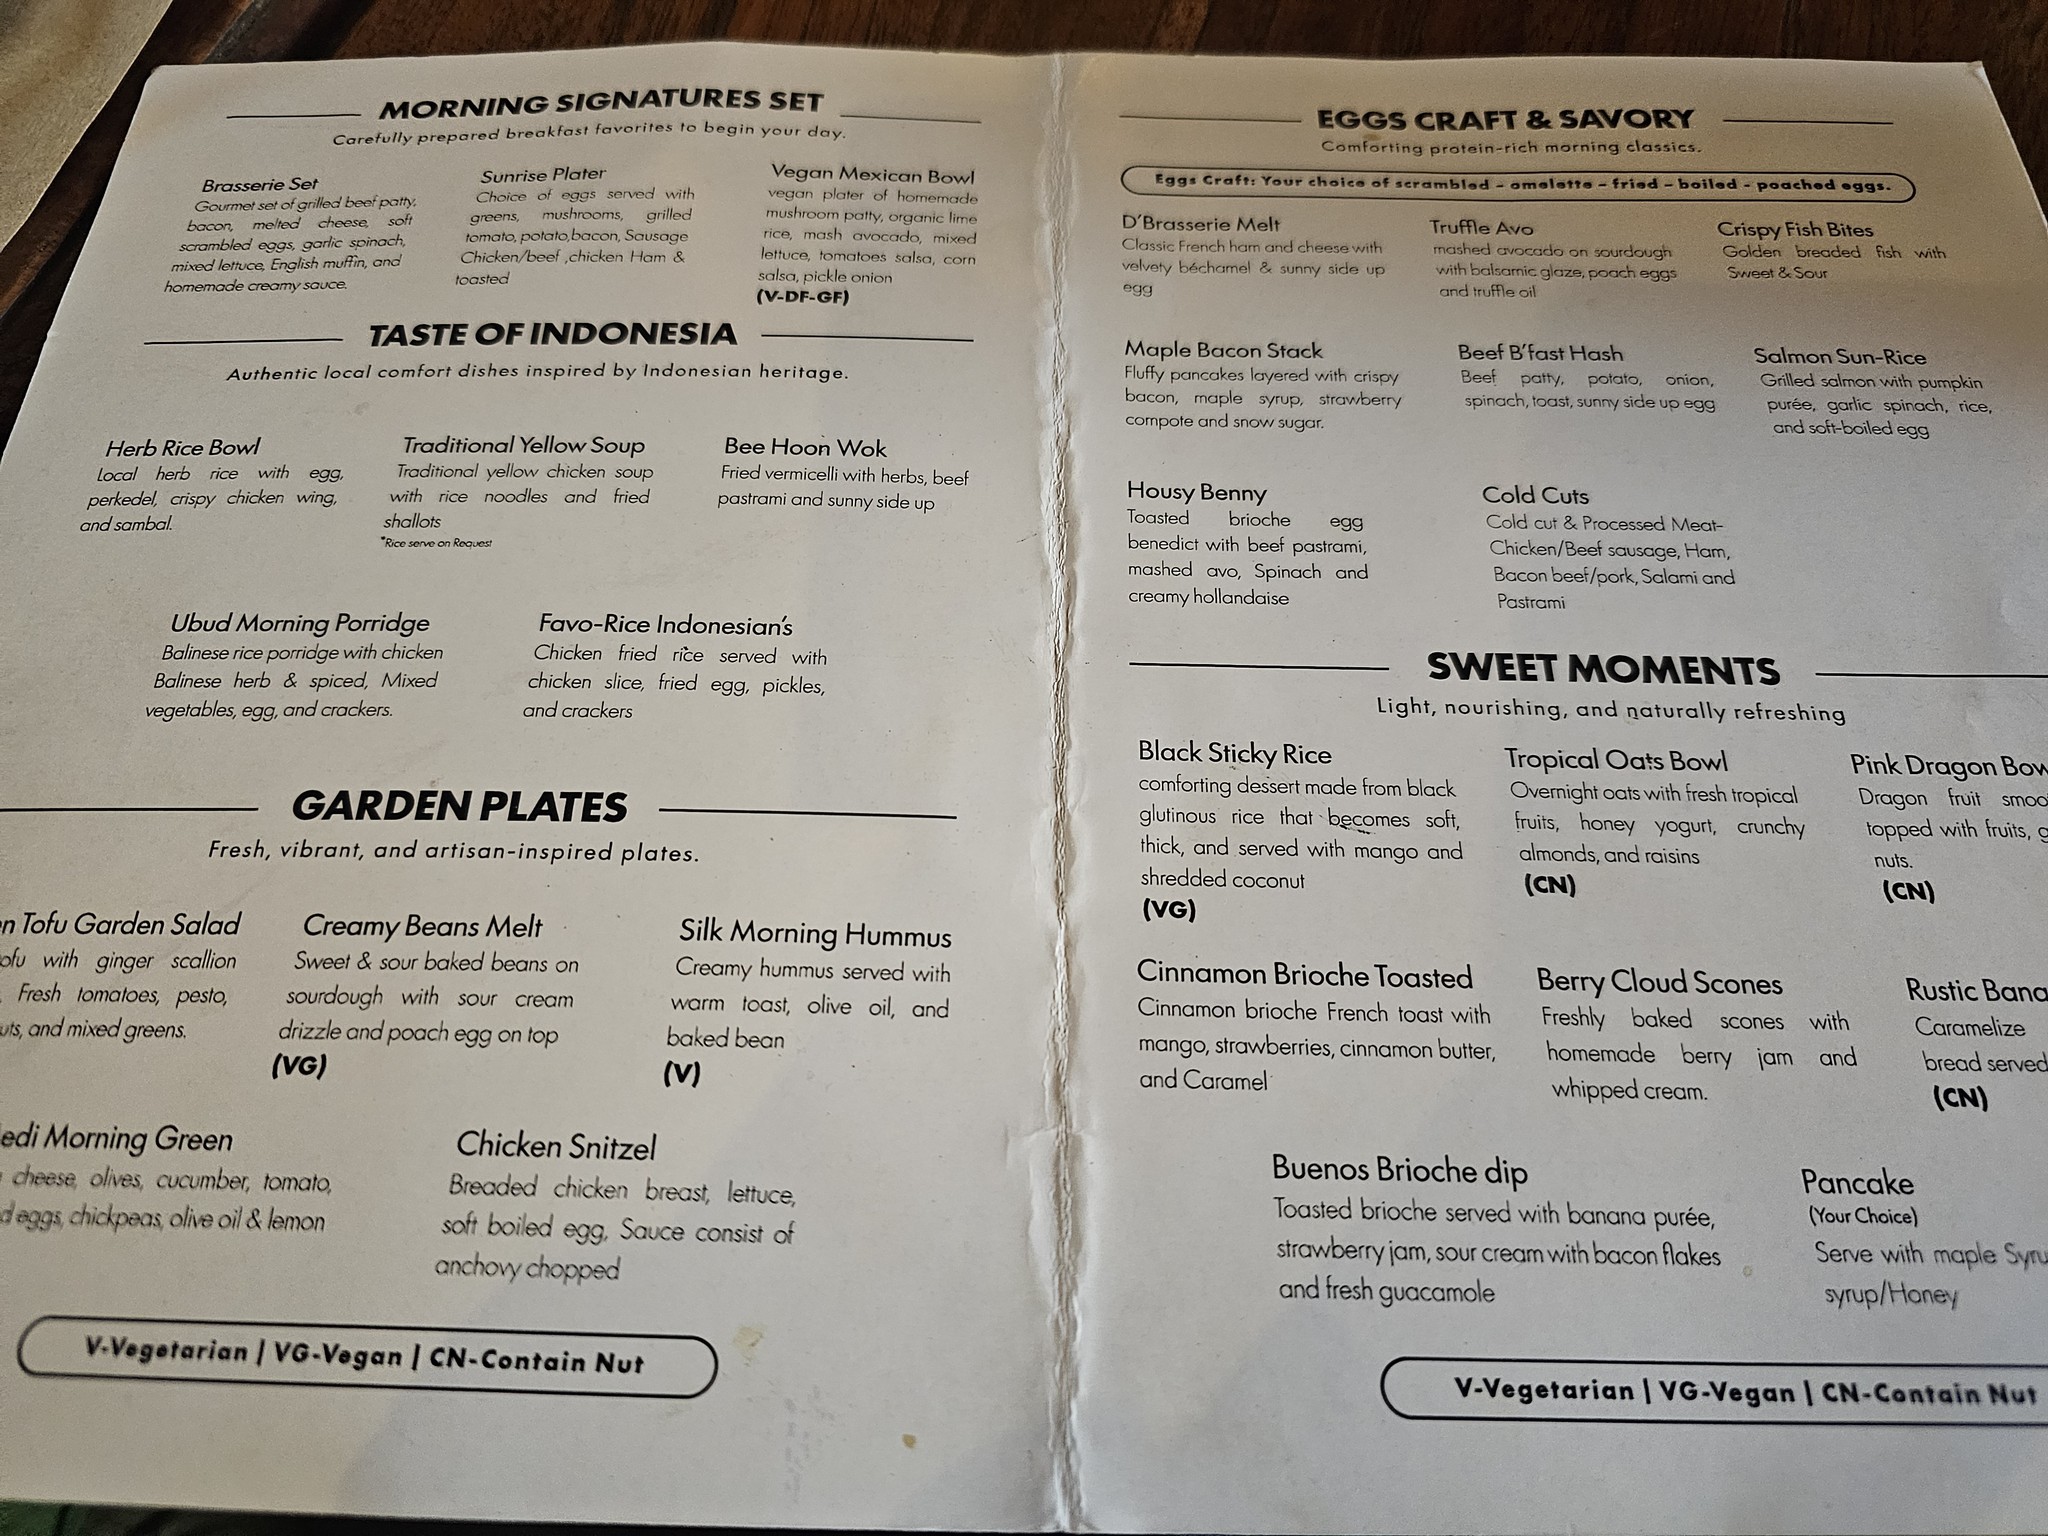 MORNING SIGNATURES SET
Carefully prepared breakfast favorites to begin your day.
Brasserie Set
Gourmet set of grilled beef patty,
bacon, melted cheese, soft
scrambled eggs, garlic spinach,
mixed lettuce, English muffin, and
homemade creamy sauce.
Sunrise Plater
Choice of eggs served with
greens, mushrooms, grilled
tomato, potato,bacon, Sausage
Chicken/beef ,chicken Ham &
toasted
Vegan Mexican Bowl
vegan plater of homemade
mushroom patty, organic lime
rice, mash avocado, mixed
lettuce, tomatoes salsa, corn
salsa, pickle onion
(V-DF-GF)
TASTE OF INDONESIA
Authentic local comfort dishes inspired by Indonesian heritage.
Herb Rice Bowl
Local herb rice with egg,
perkedel, crispy chicken wing,
and sambal.
Traditional Yellow Soup
Traditional yellow chicken soup
with rice noodles and fried
shallots
*Rice serve on Request
Bee Hoon Wok
Fried vermicelli with herbs, beef
pastrami and sunny side up
Ubud Morning Porridge
Balinese rice porridge with chicken
Balinese herb & spiced, Mixed
vegetables, egg, and crackers.
Favo-Rice Indonesian's
Chicken fried rice served with
chicken slice, fried egg, pickles,
and crackers
GARDEN PLATES
Fresh, vibrant, and artisan-inspired plates.
Tofu Garden Salad
with ginger scallion
Fresh tomatoes, pesto,
and mixed greens.
Creamy Beans Melt
Sweet & sour baked beans on
sourdough with sour cream
drizzle and poach egg on top
(VG)
Silk Morning Hummus
Creamy hummus served with
warm toast, olive oil, and
baked bean
(V)
Morning Green
cheese, olives, cucumber, tomato,
eggs, chickpeas, olive oil & lemon
Chicken Snitzel
Breaded chicken breast, lettuce,
soft boiled egg, Sauce consist of
anchovy chopped
V-Vegetarian | VG-Vegan | CN-Contain Nut
EGGS CRAFT & SAVORY
Comforting protein-rich morning classics.
Eggs Craft: Your choice of scrambled - omelette - fried - boiled - poached eggs.
D'Brasserie Melt
Classic French ham and cheese with
velvety béchamel & sunny side up
egg
Truffle Avo
mashed avocado on sourdough
with balsamic glaze, poach eggs
and truffle oil
Crispy Fish Bites
Golden breaded fish with
Sweet & Sour
Maple Bacon Stack
Fluffy pancakes layered with crispy
bacon, maple syrup, strawberry
compote and snow sugar.
Beef B'fast Hash
Beef patty, potato, onion,
spinach, toast, sunny side up egg
Salmon Sun-Rice
Grilled salmon with pumpkin
purée, garlic spinach, rice,
and soft-boiled egg
Housy Benny
Toasted brioche egg
benedict with beef pastrami,
mashed avo, Spinach and
creamy hollandaise
Cold Cuts
Cold cut & Processed Meat-
Chicken/Beef sausage, Ham,
Bacon beef/pork, Salami and
Pastrami
SWEET MOMENTS
Light, nourishing, and naturally refreshing
Black Sticky Rice
comforting dessert made from black
glutinous rice that becomes soft,
thick, and served with mango and
shredded coconut
(VG)
Tropical Oats Bowl
Overnight oats with fresh tropical
fruits, honey yogurt, crunchy
almonds, and raisins
(CN)
Pink Dragon
Dragon fruit
topped with fruits,
nuts.
(CN)
Cinnamon Brioche Toasted
Cinnamon brioche French toast with
mango, strawberries, cinnamon butter,
and Caramel
Berry Cloud Scones
Freshly baked scones with
homemade berry jam and
whipped cream.
Rustic
Caramelize
bread served
(CN)
Buenos Brioche dip
Toasted brioche served with banana purée,
strawberry jam, sour cream with bacon flakes
and fresh guacamole
Pancake
(Your Choice)
Serve with maple
syrup/Honey
V-Vegetarian | VG-Vegan | CN-Contain Nut